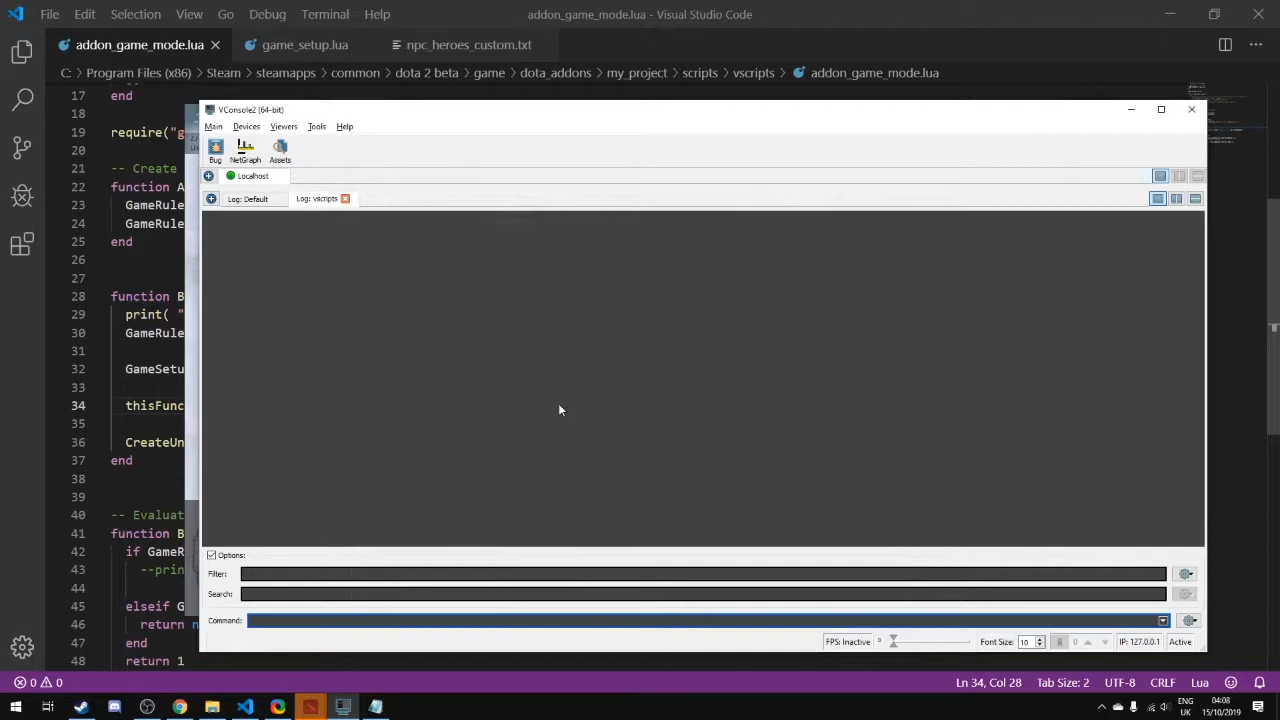 File Edit Selection View Go Debug Terminal Help
addon_game_mode.lua - Visual Studio Code
addon_game_mode.lua game_setup.lua npc_heroes_custom.txt
C: > Program Files (x86) > Steam > steamapps > common > dota 2 beta > game > dota_addons > my_project > scripts > vscripts > addon_game_mode.lua
17 end
18
19 require("g
20
21 -- Create
22 function A
23 GameRule
24 GameRule
25 end
26
27
28 function B
29 print( "
30 GameRule
31
32 GameSetu
33
34 thisFunc
35
36 CreateUn
37 end
38
39
40 -- Evaluat
41 function B
42 if GameR
43 --prin
44
45 elseif G
46 return n
47 end
48 return 1
VConsole2 (64-bit)
Main Devices Viewers Tools Help
Bug NetGraph Assets
Localhost
Log: Default Log: vscripts
Options:
Filter:
Search:
Command:
FPS: Inactive 0 Font Size: 10 0 IP: 127.0.0.1 Active
0 0 Ln 34, Col 28 Tab Size: 2 UTF-8 CRLF Lua
ENG 04:08
UK 15/10/2019